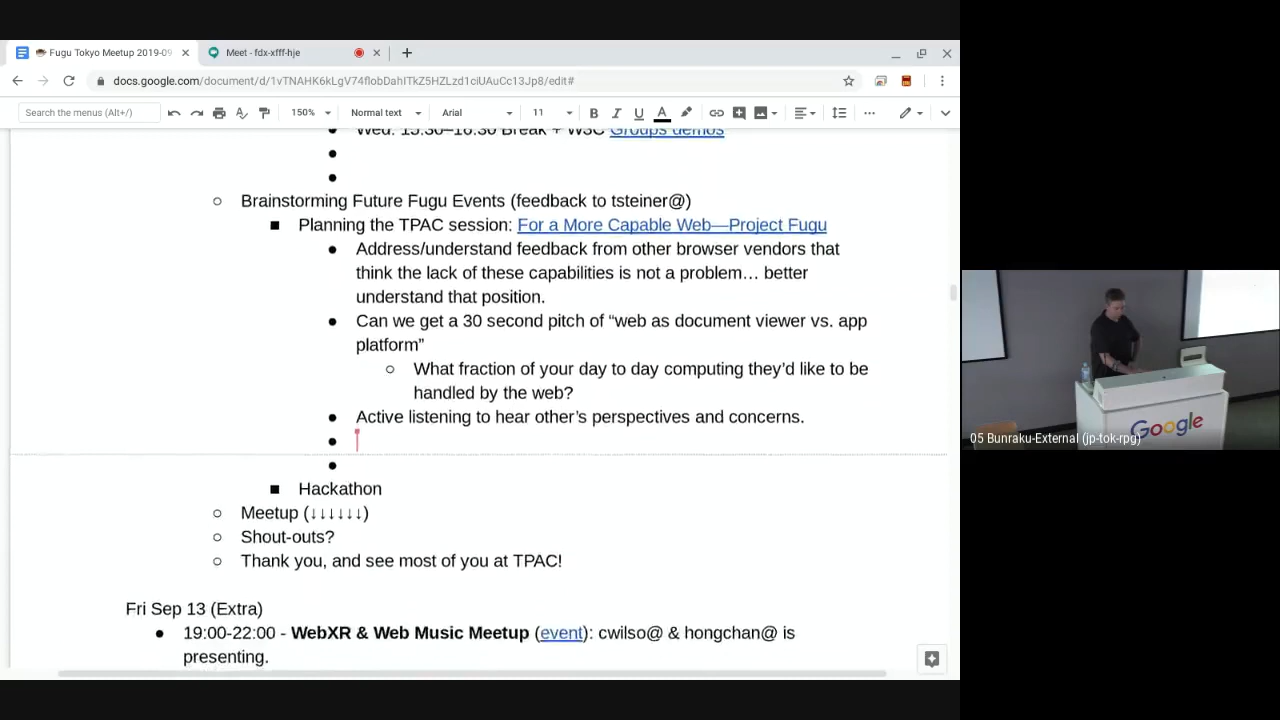 Fugu Tokyo Meetup 2019-09
Meet - fdx-xfff-hje
docs.google.com/document/d/1vTNAHK6kLgV74flobDahITkZ5HZLzd1ciUAuCc13Jp8/edit#
Search the menus (Alt+/)
150%
Normal text
Arial
11
Wed. 15:30–16:30 Break + W3C Groups demos
Brainstorming Future Fugu Events (feedback to tsteiner@)
Planning the TPAC session: For a More Capable Web—Project Fugu
Address/understand feedback from other browser vendors that
think the lack of these capabilities is not a problem… better
understand that position.
Can we get a 30 second pitch of “web as document viewer vs. app
platform”
What fraction of your day to day computing they’d like to be
handled by the web?
Active listening to hear other’s perspectives and concerns.
Hackathon
Meetup (↓↓↓↓↓↓)
Shout-outs?
Thank you, and see most of you at TPAC!
Fri Sep 13 (Extra)
19:00-22:00 - WebXR & Web Music Meetup (event): cwilso@ & hongchan@ is
presenting.
Google
05 Bunraku-External (jp-tok-rpg)